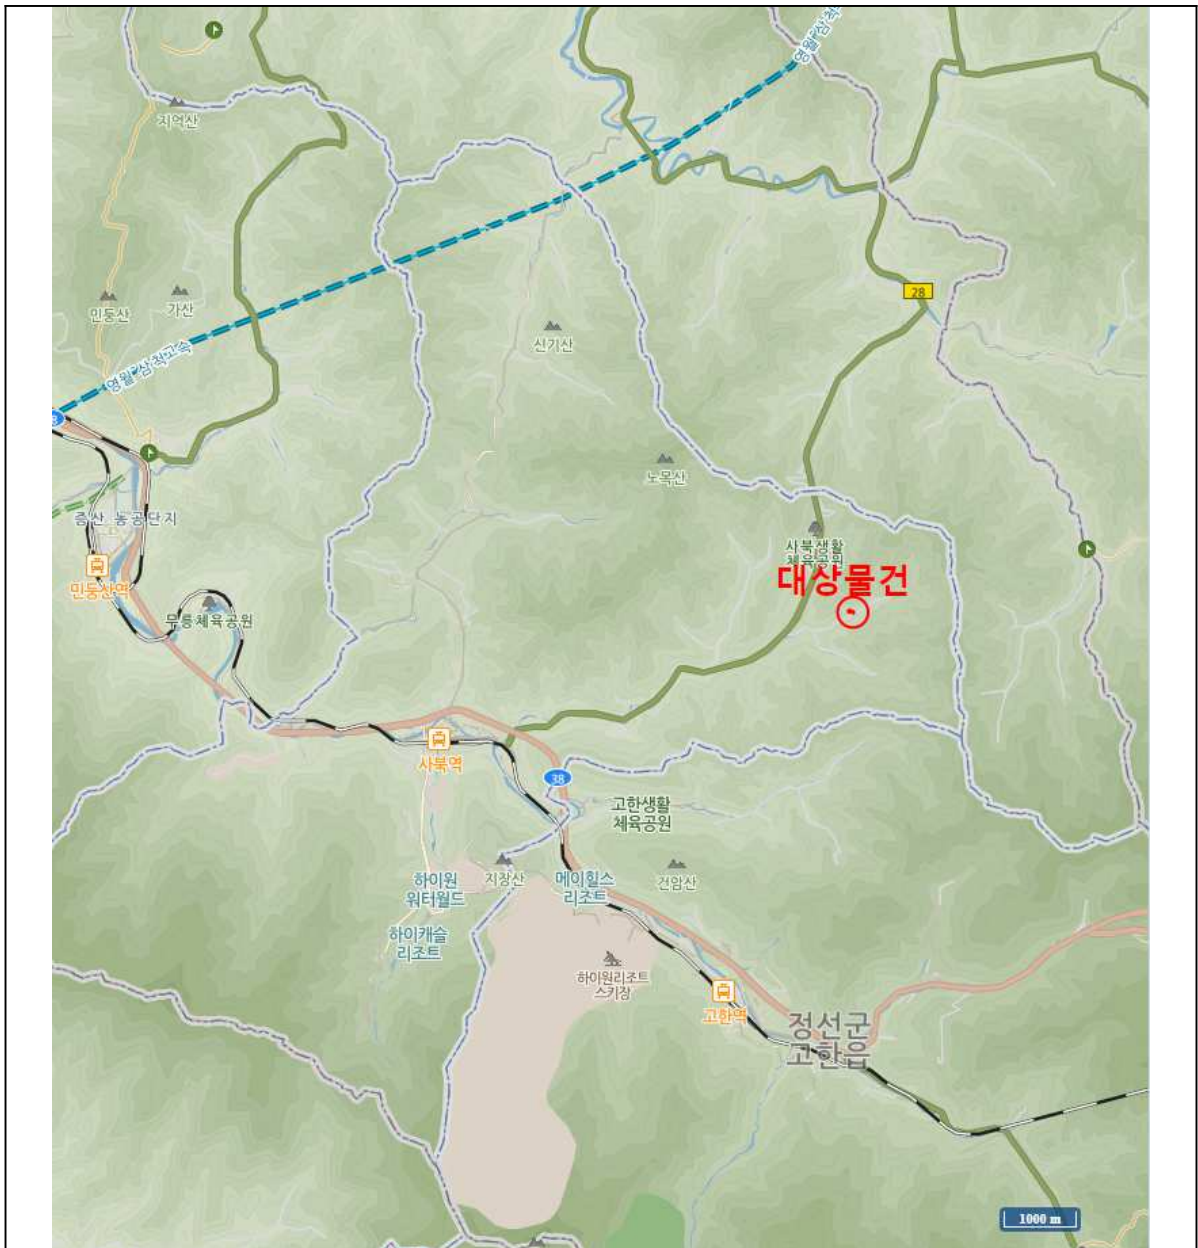 영월~삼척
지억산
민둥산
가산
28
신기산
영월~삼척고속
노목산
증산 농공단지
사북생활
체육공원
대상물건
민둥산역
무릉체육공원
사북역
38
고한생활
체육공원
하이원
워터월드
지장산
메이힐스
리조트
건암산
하이캐슬
리조트
하이원리조트
스키장
고한역
정선군
고한읍
1000 m